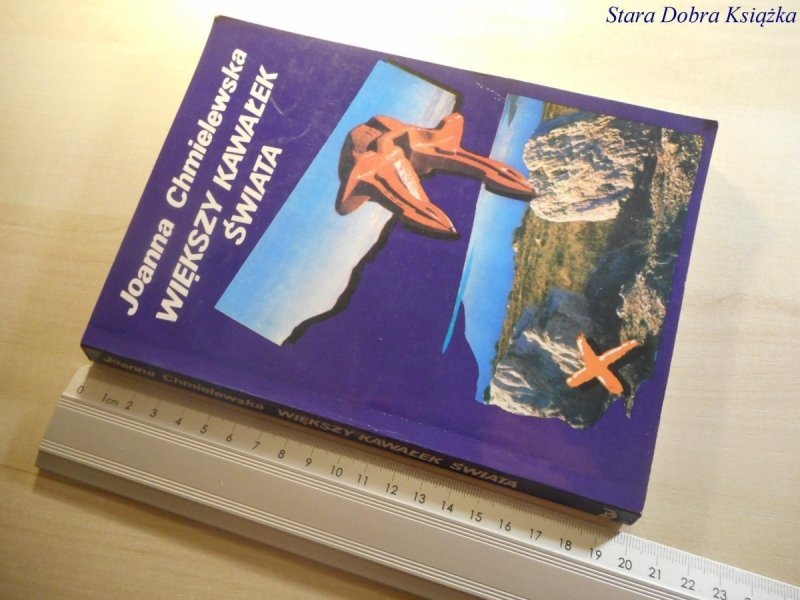 Stara Dobra Książka
Joanna Chmielewska
WIĘKSZY KAWAŁEK
ŚWIATA
Joanna Chmielewska WIĘKSZY KAWAŁEK ŚWIATA
0 1cm 2 3 4 5 6 7 8 9 10 11 12 13 14 15 16 17 18 19 20 21 22 23